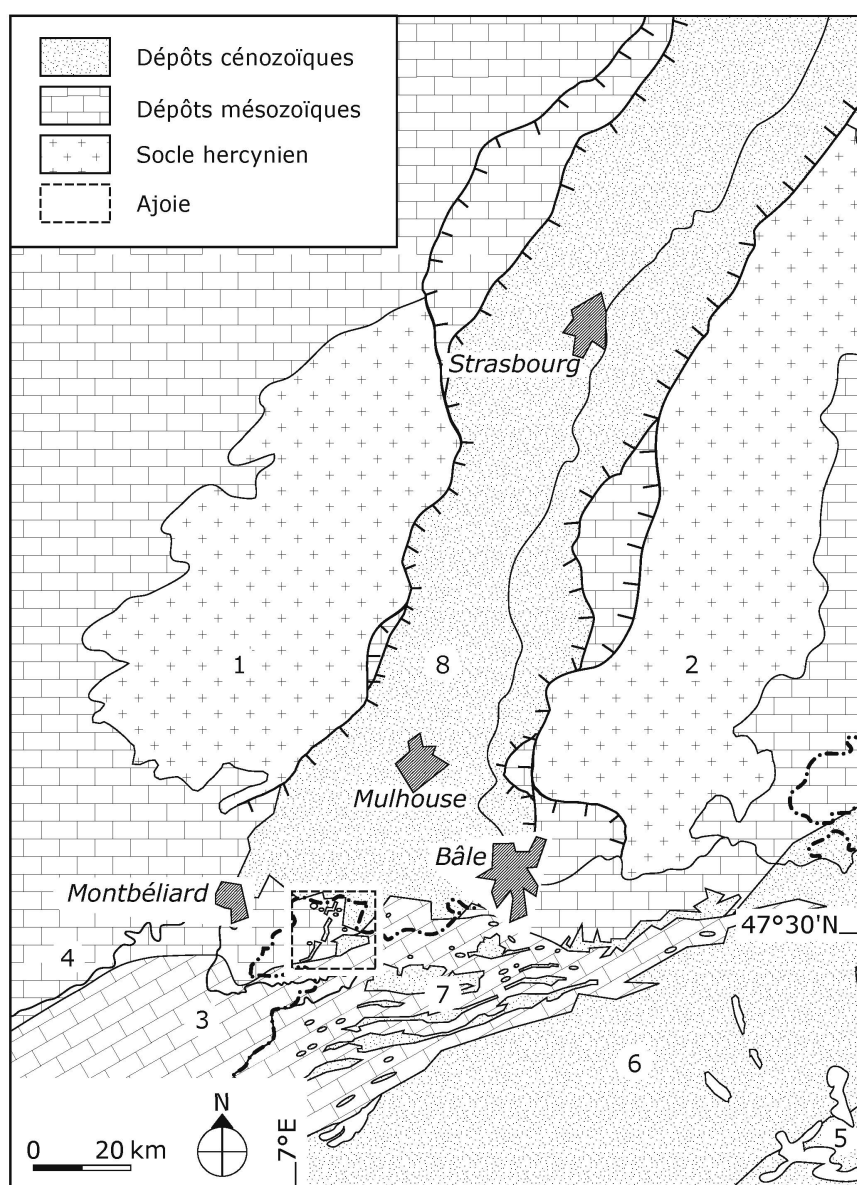 Dépôts cénozoïques
Dépôts mésozoïques
Socle hercynien
Ajoie
Strasbourg
1
8
2
Mulhouse
Bâle
Montbéliard
47°30'N
4
7
3
6
N
5
0 20 km
7°E